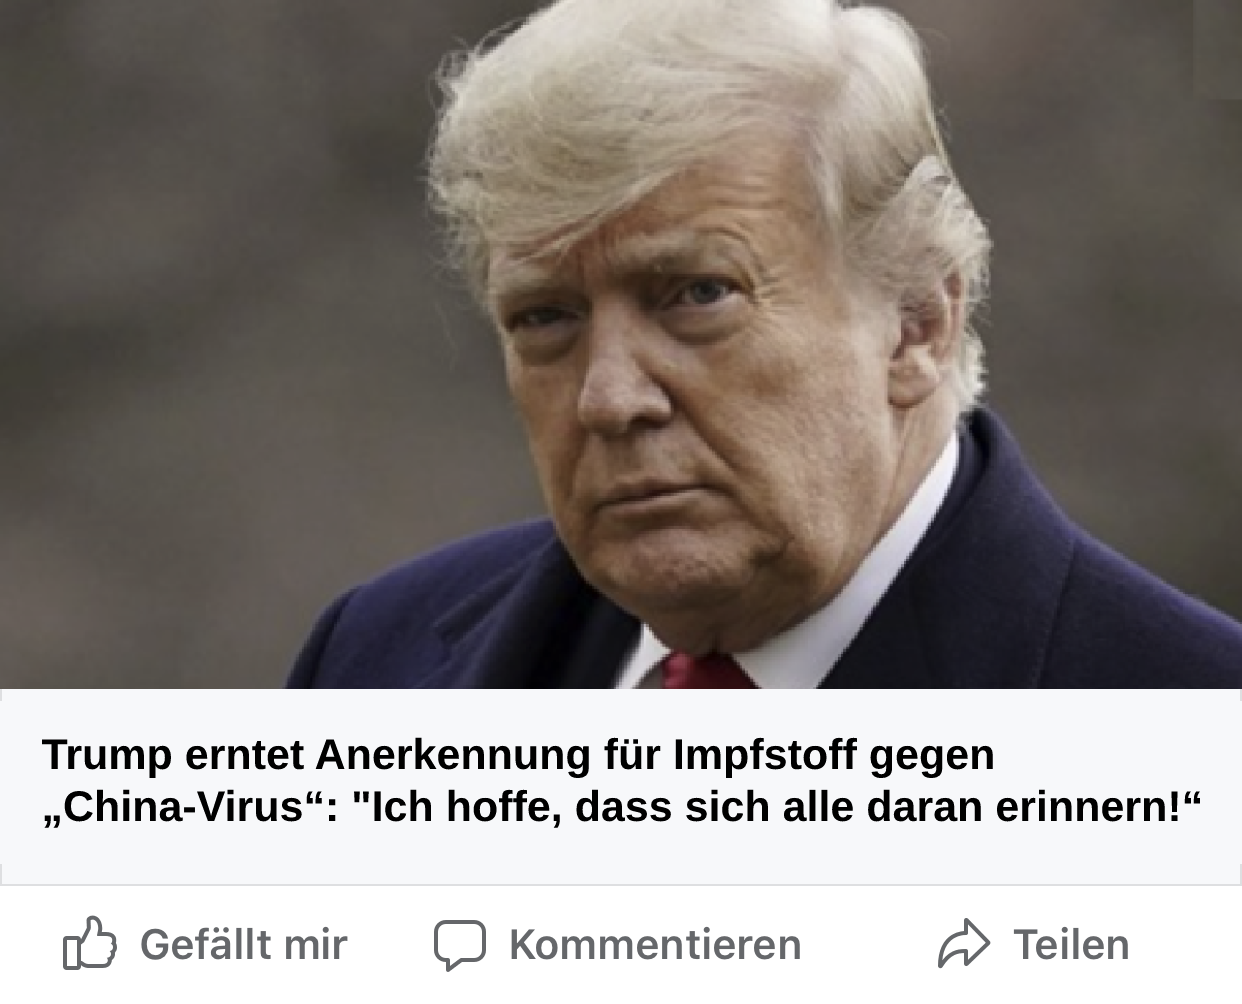 Trump erntet Anerkennung für Impfstoff gegen
„China-Virus“: "Ich hoffe, dass sich alle daran erinnern!“
Gefällt mir
Kommentieren
Teilen